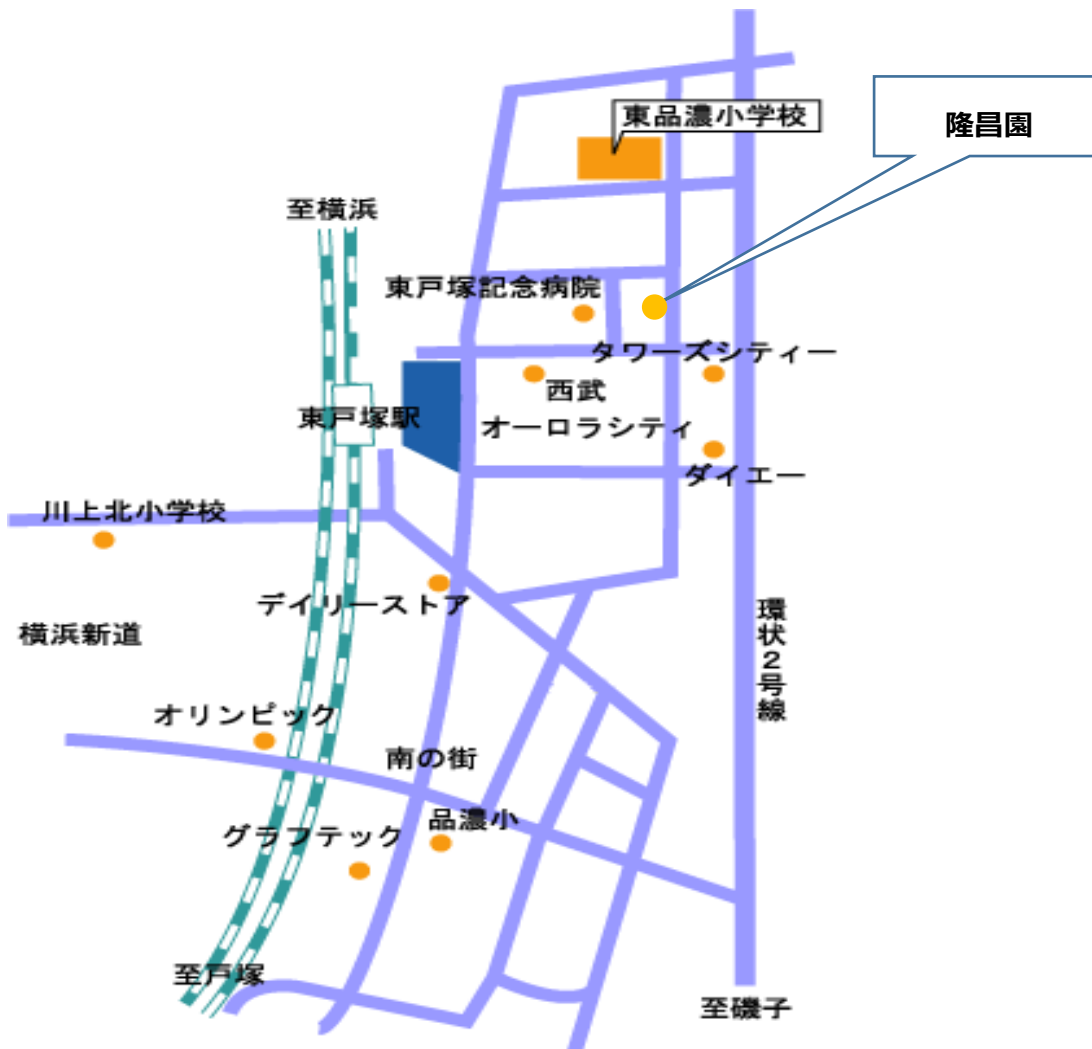 東品濃小学校
隆昌園
至横浜
東戸塚記念病院
タワーズシティー
西武
オーロラシティ
東戸塚駅
ダイエー
川上北小学校
デイリーストア
横浜新道
環状2号線
オリンピック
南の街
グラフテック
品濃小
至戸塚
至磯子